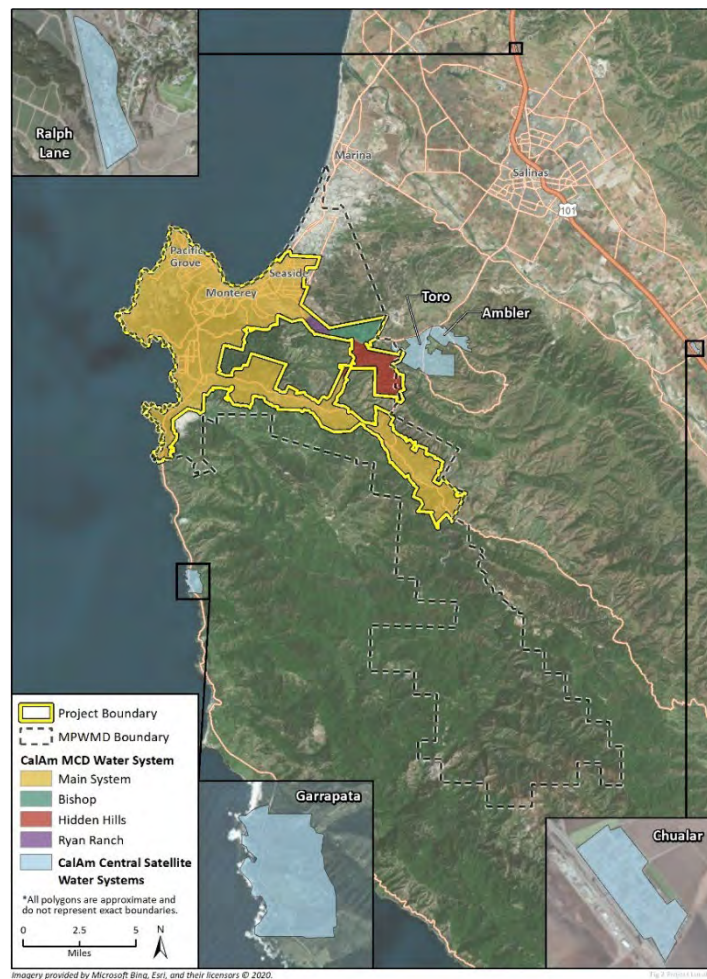 Ralph
Lane
Marina
Salinas
101
Pacific
Grove
Seaside
Monterey
Toro
Ambler
Project Boundary
MPWMD Boundary
CalAm MCD Water System
Main System
Bishop
Hidden Hills
Ryan Ranch
CalAm Central Satellite
Water Systems
*All polygons are approximate and
do not represent exact boundaries.
0 2.5 5
Miles
N
Garrapata
Chualar
Imagery provided by Microsoft Bing, Esri, and their licensors © 2020.